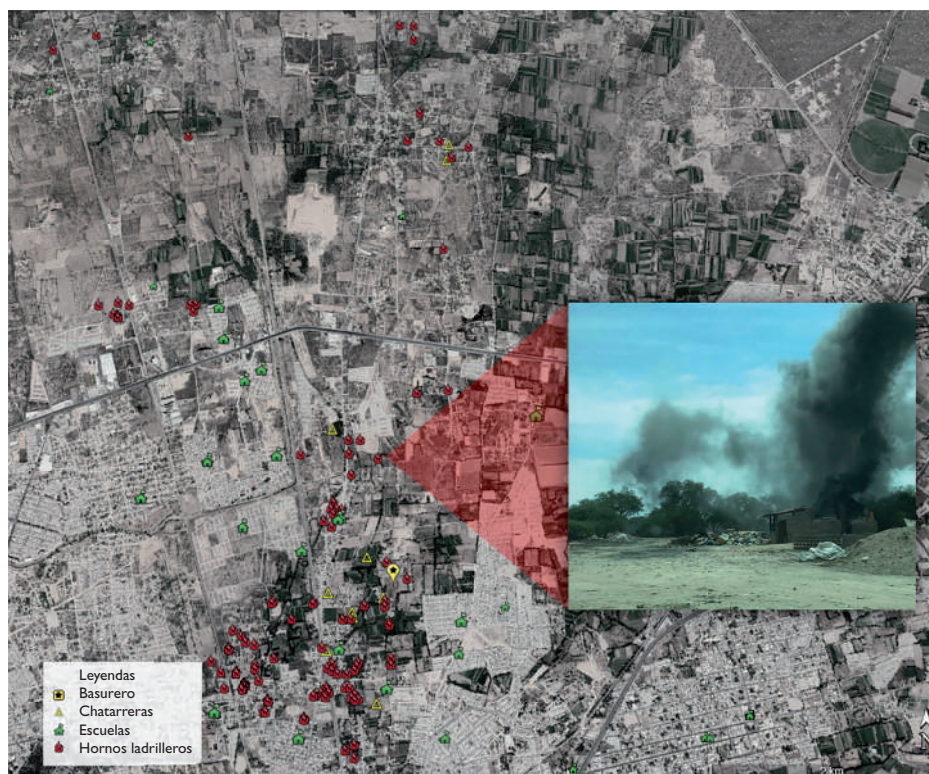 Leyendas
Basurero
Chatarreras
Escuelas
Hornos ladrilleros